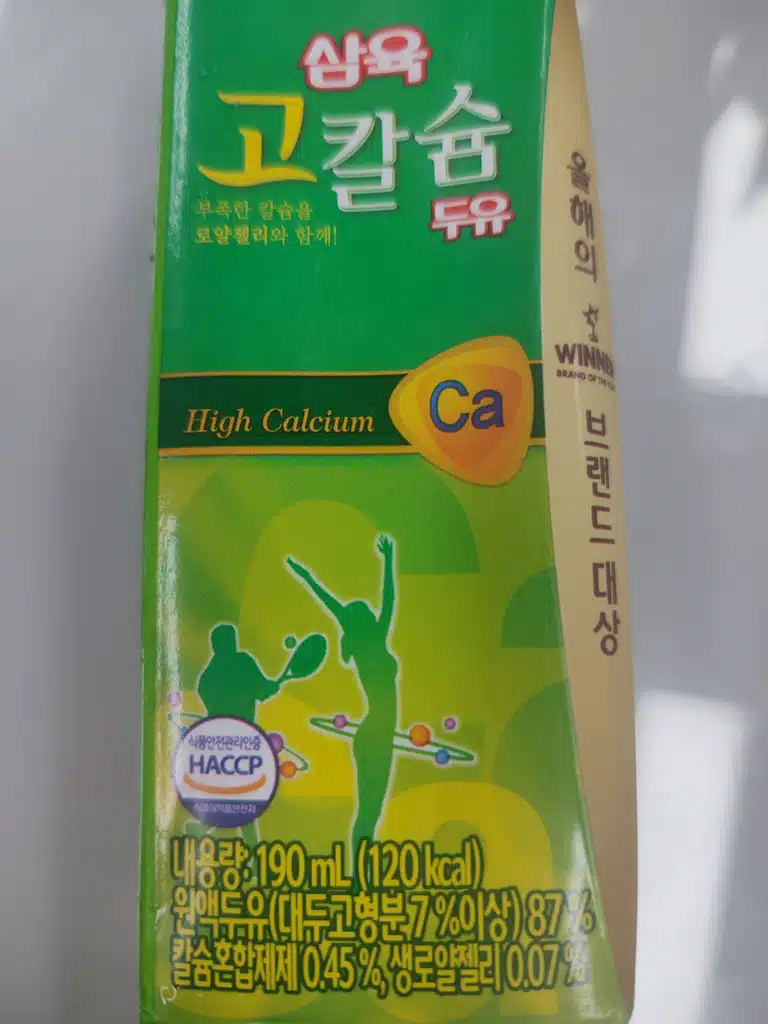 삼육
고칼슘
두유
부족한 칼슘을
로얄젤리와 함께!
High Calcium
Ca
올해의
WINNER
BRAND OF THE
브랜드 대상
식품안전관리인증
HACCP
식품의약품안전처
내용량: 190 mL (120 kcal)
원액두유(대두고형분 7 %이상) 87 %
칼슘혼합제제 0.45 %, 생로얄젤리 0.07 %